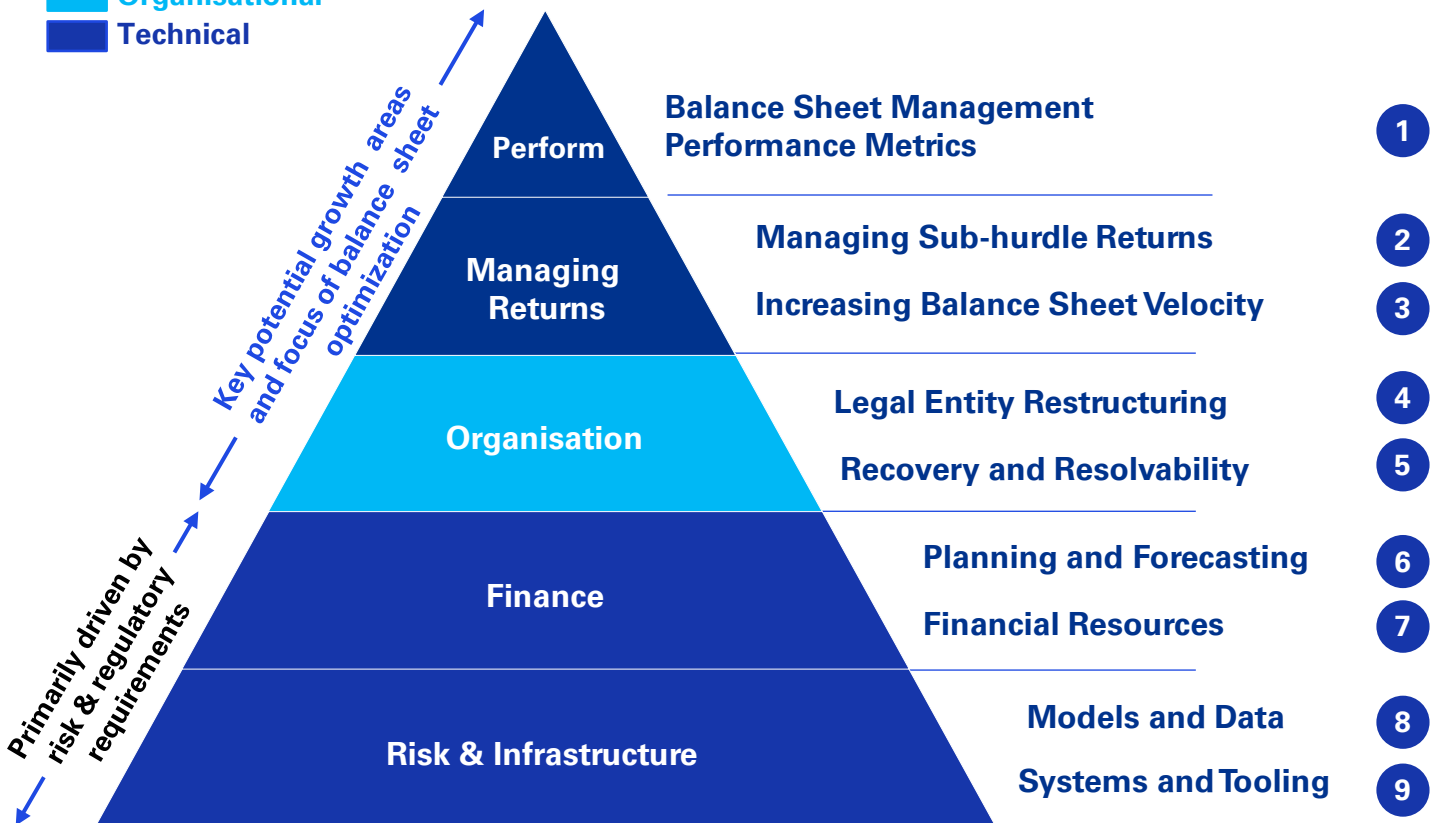 Organisational
Technical
Key potential growth areas
and focus of balance sheet
optimization
Primarily driven by
risk & regulatory
requirements
Perform
Balance Sheet Management
Performance Metrics
1
Managing
Returns
Managing Sub-hurdle Returns
2
Increasing Balance Sheet Velocity
3
Organisation
Legal Entity Restructuring
4
Recovery and Resolvability
5
Finance
Planning and Forecasting
6
Financial Resources
7
Risk & Infrastructure
Models and Data
8
Systems and Tooling
9